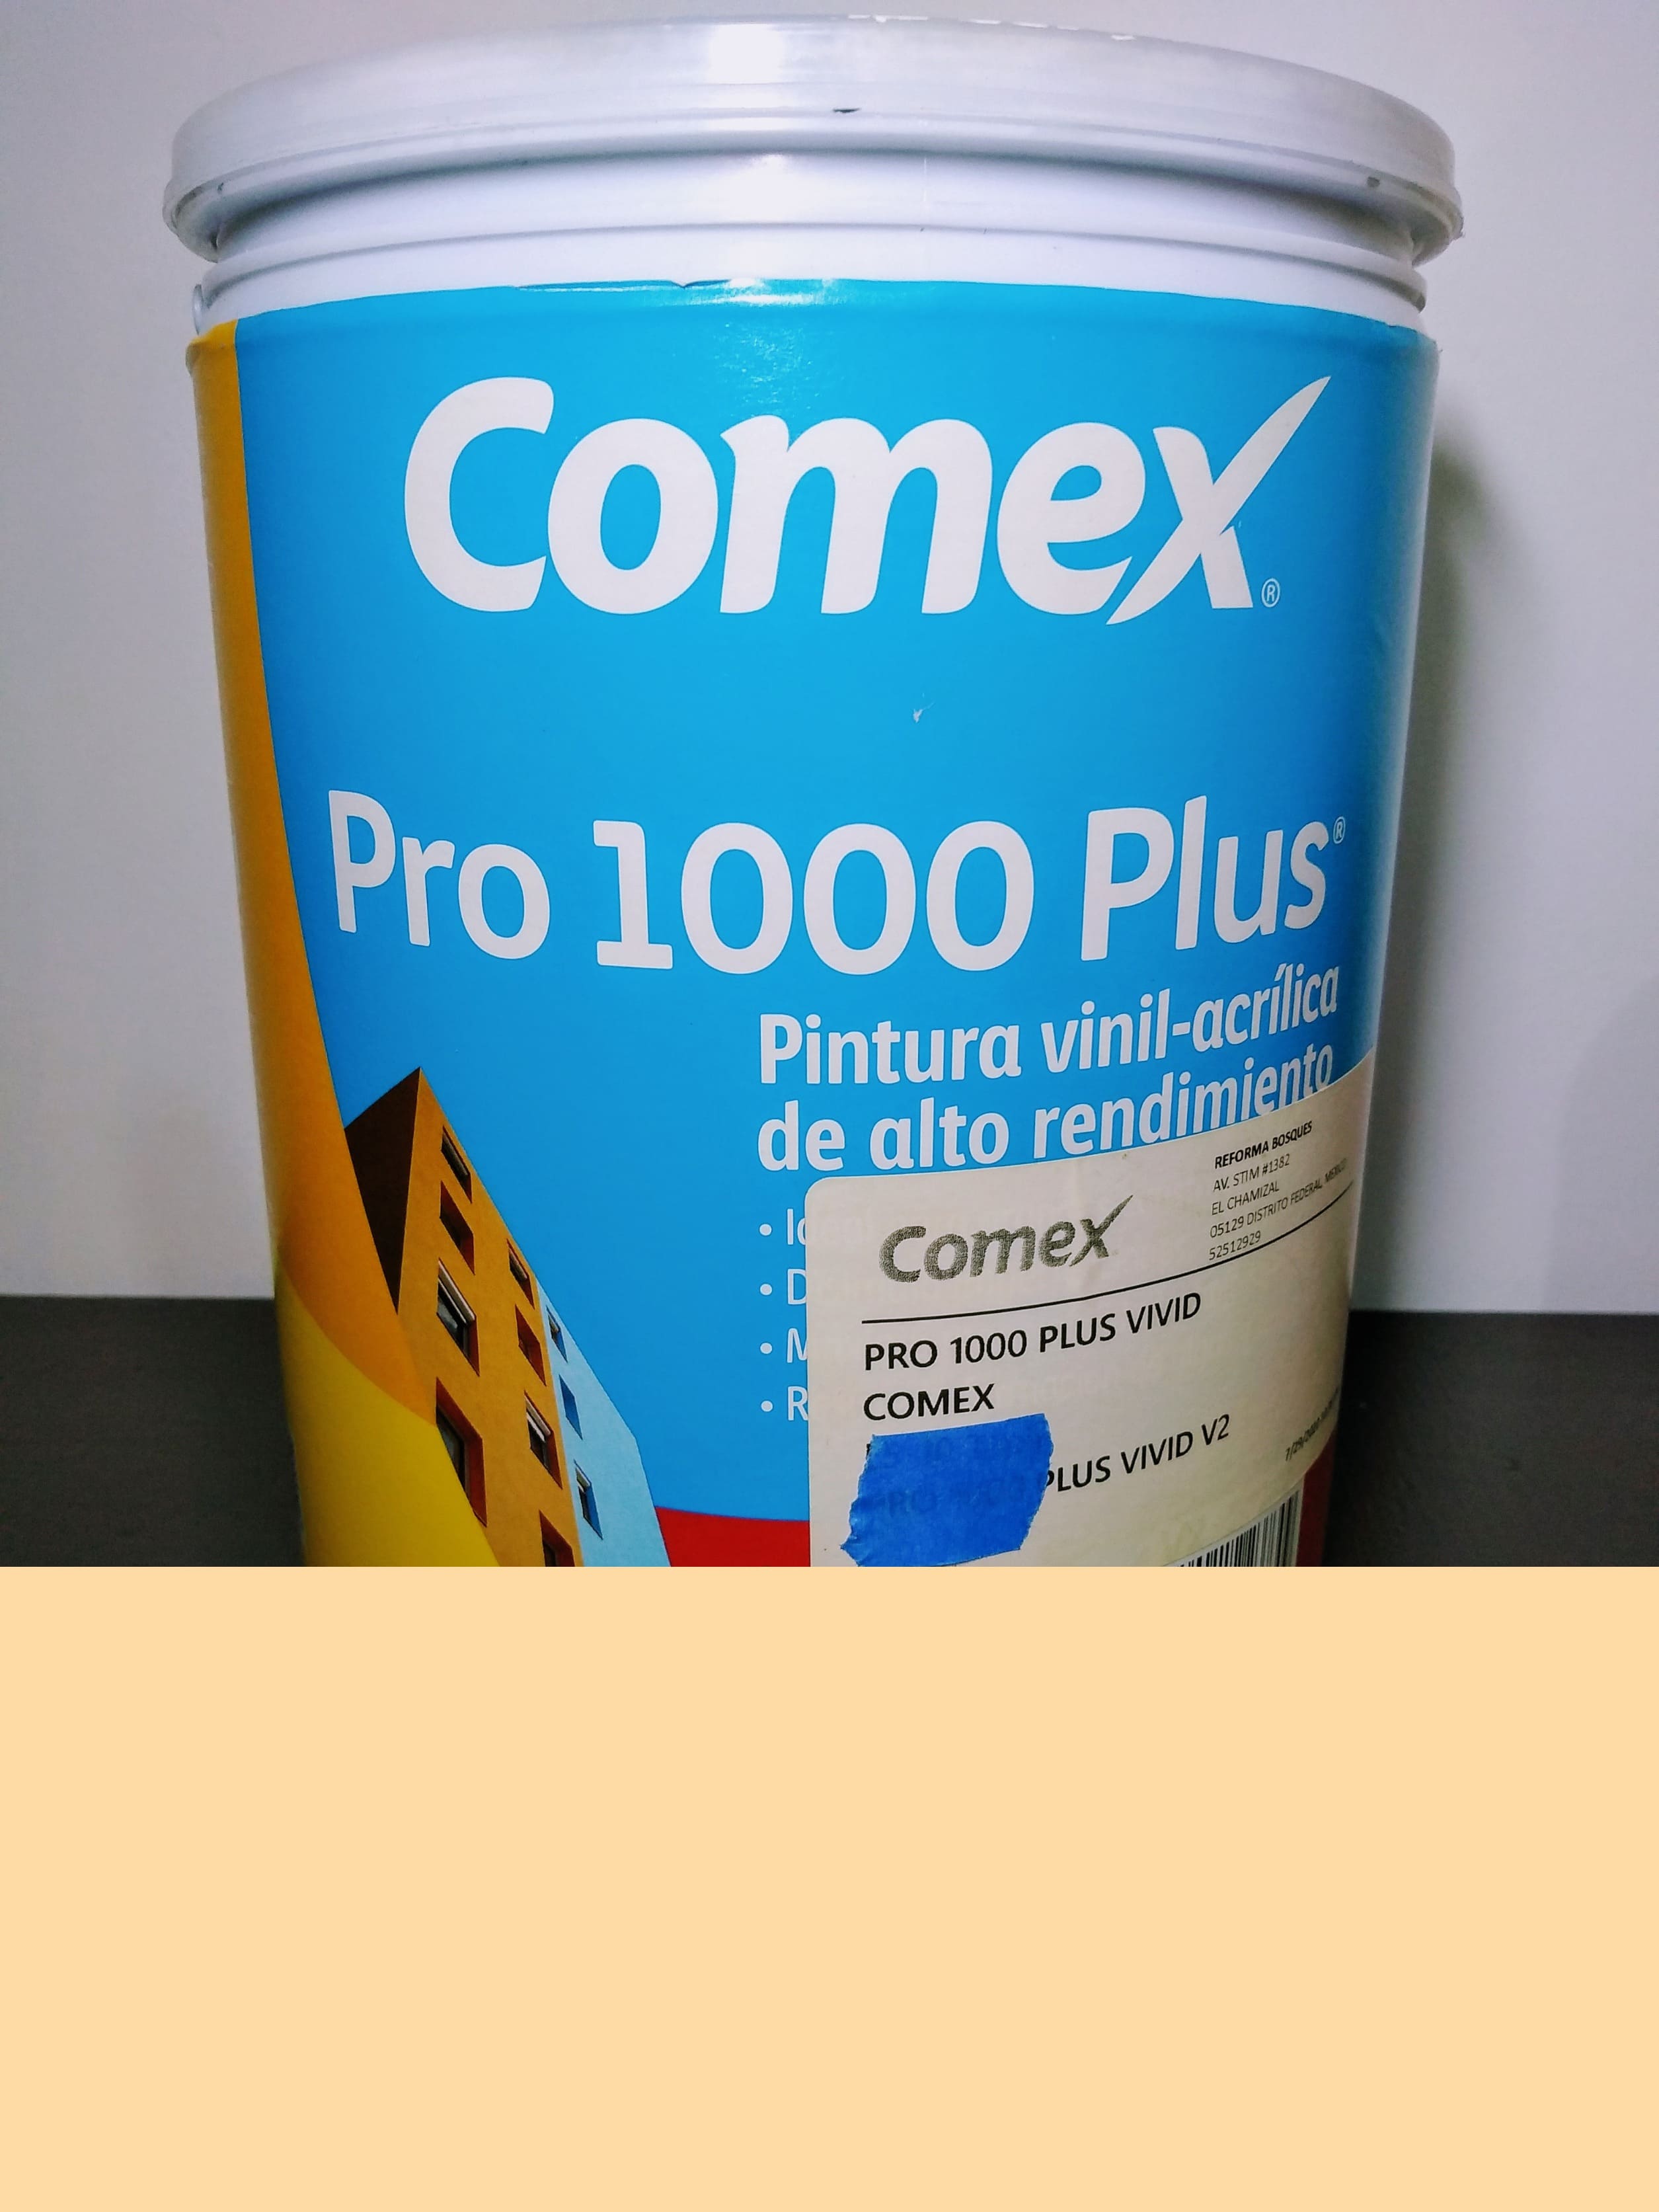 Comex®
Pro 1000 Plus®
Pintura vinil-acrílica
de alto rendimiento
REFORMA BOSQUES
AV. STIM #1382
EL CHAMIZAL
05129 DISTRITO FEDERAL, MEXICO
52512929
Comex
PRO 1000 PLUS VIVID
COMEX
PLUS VIVID V2